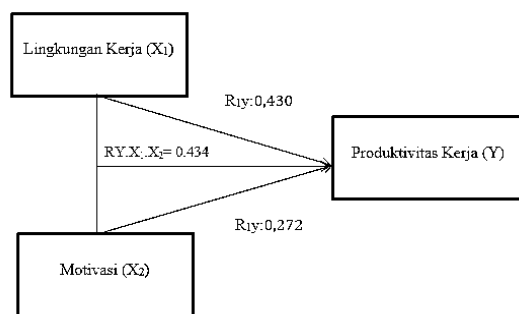 Lingkungan Kerja (X₁)
R₁y:0,430
RY.X₁.X₂= 0.434
Produktivitas Kerja (Y)
R₁y:0,272
Motivasi (X₂)